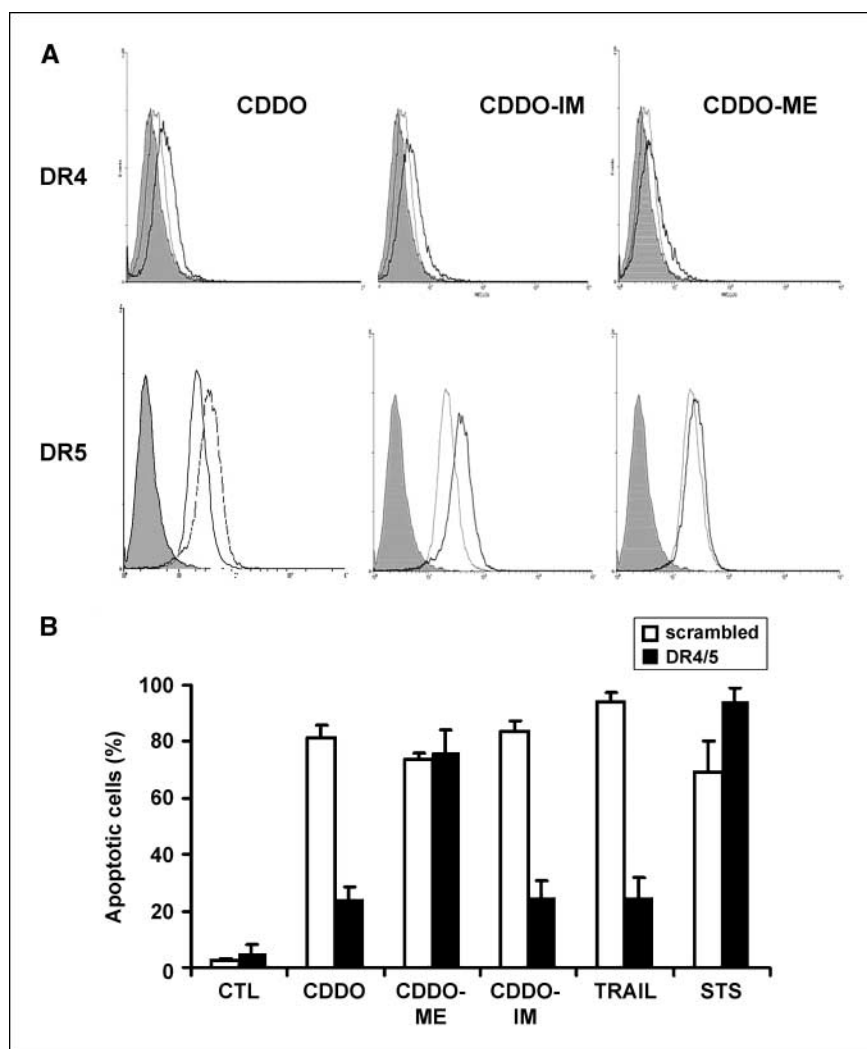 A
CDDO
CDDO-IM
CDDO-ME
DR4
DR5
B
scrambled
DR4/5
Apoptotic cells (%)
100
80
60
40
20
0
CTL
CDDO
CDDO-
ME
CDDO-
IM
TRAIL
STS